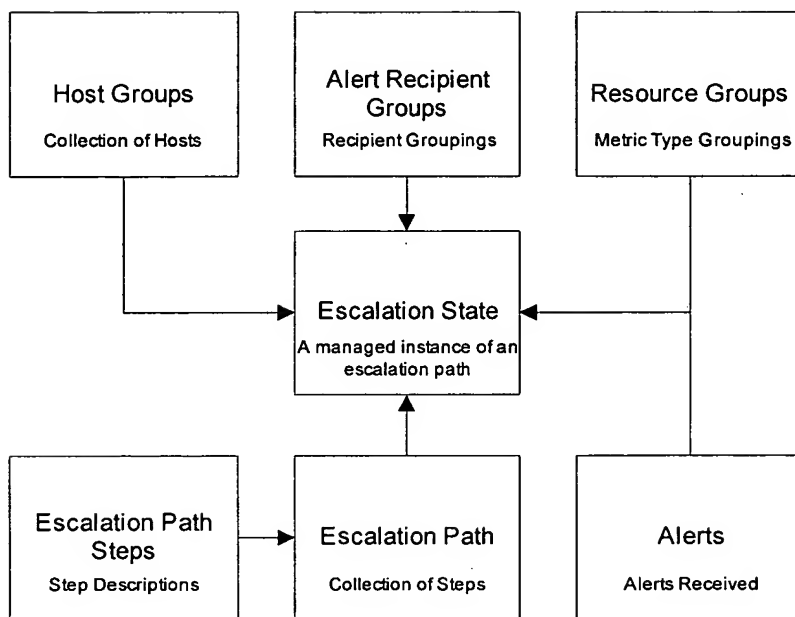 Host Groups
Collection of Hosts
Alert Recipient
Groups
Recipient Groupings
Resource Groups
Metric Type Groupings
Escalation State
A managed instance of an
escalation path
Escalation Path
Steps
Step Descriptions
Escalation Path
Collection of Steps
Alerts
Alerts Received